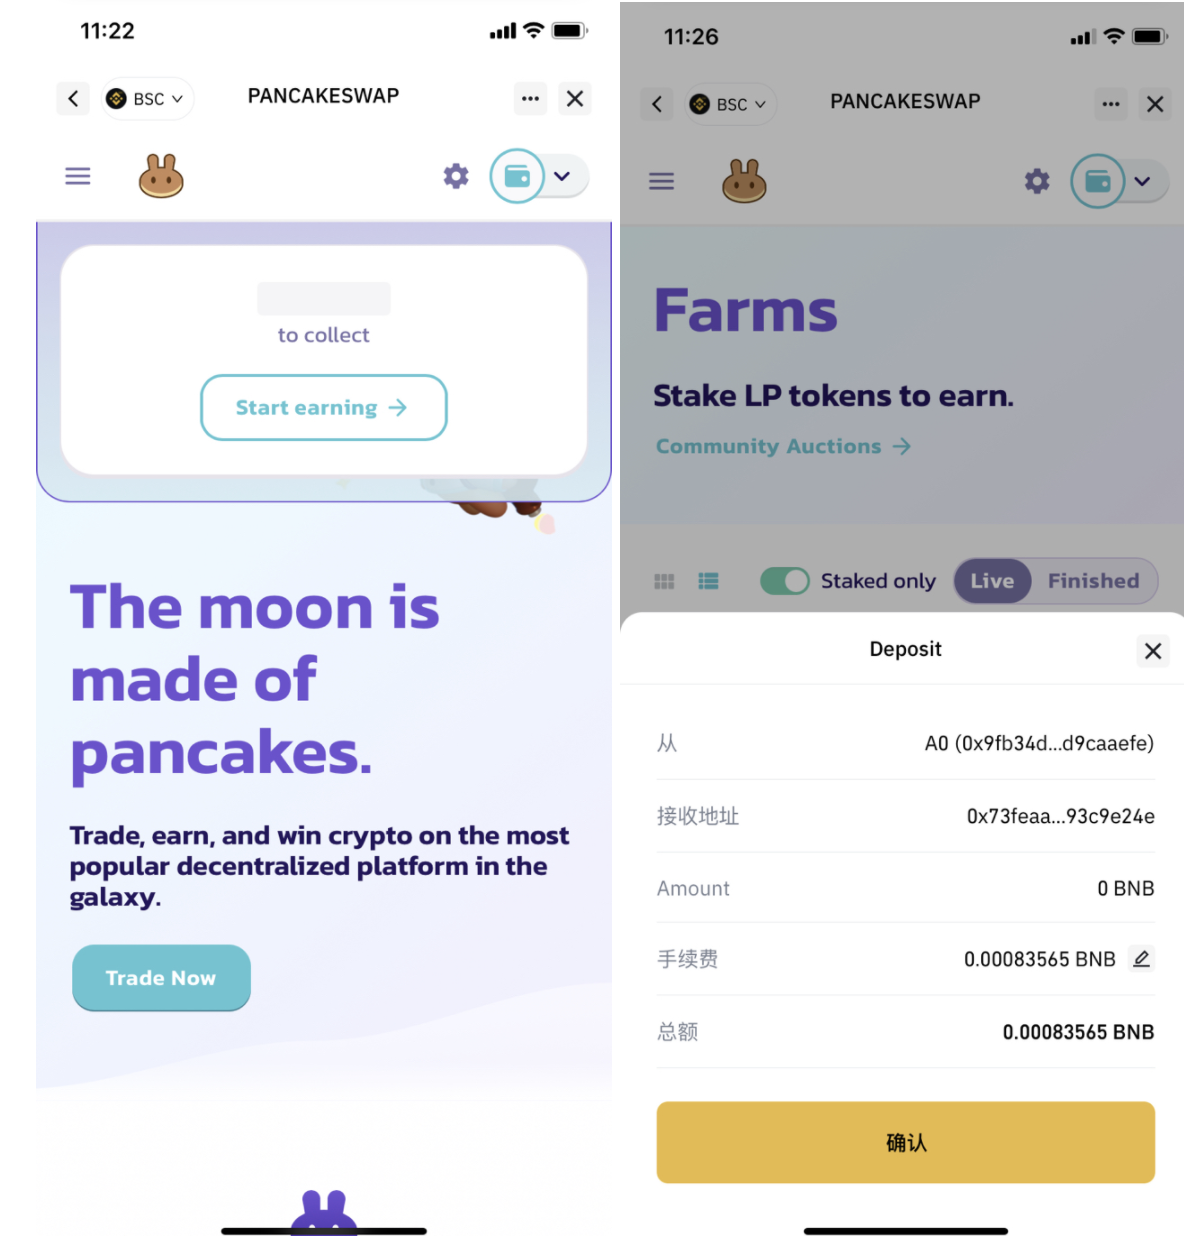 11:22
BSC
PANCAKESWAP
to collect
Start earning →
The moon is
made of
pancakes.
Trade, earn, and win crypto on the most
popular decentralized platform in the
galaxy.
Trade Now
11:26
BSC
PANCAKESWAP
Farms
Stake LP tokens to earn.
Community Auctions →
Staked only
Live
Finished
Deposit
从
A0 (0x9fb34d...d9caaefe)
接收地址
0x73feaa...93c9e24e
Amount
0 BNB
手续费
0.00083565 BNB
总额
0.00083565 BNB
确认